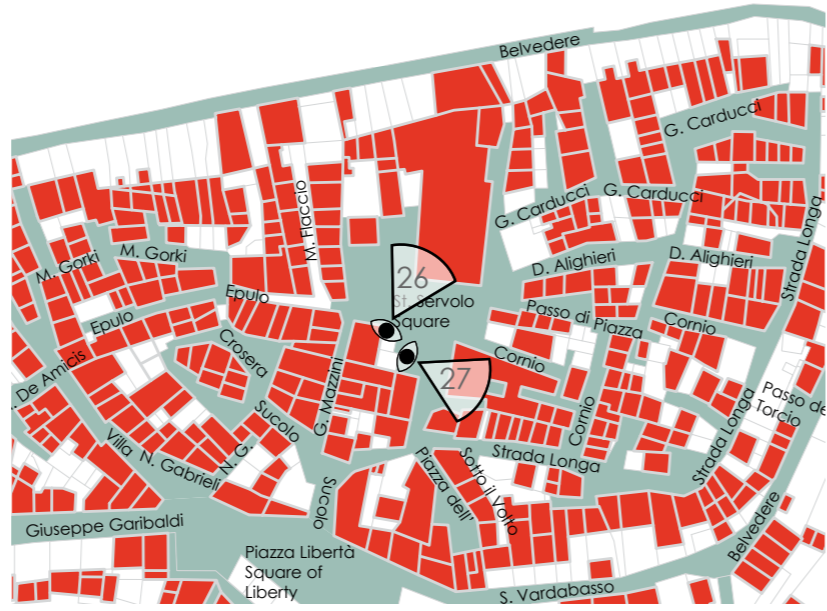 Belvedere
G. Carducci
M. Flaccio
G. Carducci
G. Carducci
Strada Longa
M. Gorki
M. Gorki
D. Alighieri
D. Alighieri
26
St. Servolo
Square
Epulo
Epulo
Passo di Piazza
Cornio
Crosera
Cornio
De Amicis
G. Mazzini
27
Passo de
Torcio
Sucolo
Cornio
Villa N. Gabrieli
N. G.
Strada Longa
Strada Longa
Piazza dell'
Sotto il Volto
Sucolo
Giuseppe Garibaldi
Belvedere
Piazza Libertà
Square of
Liberty
S. Vardabasso